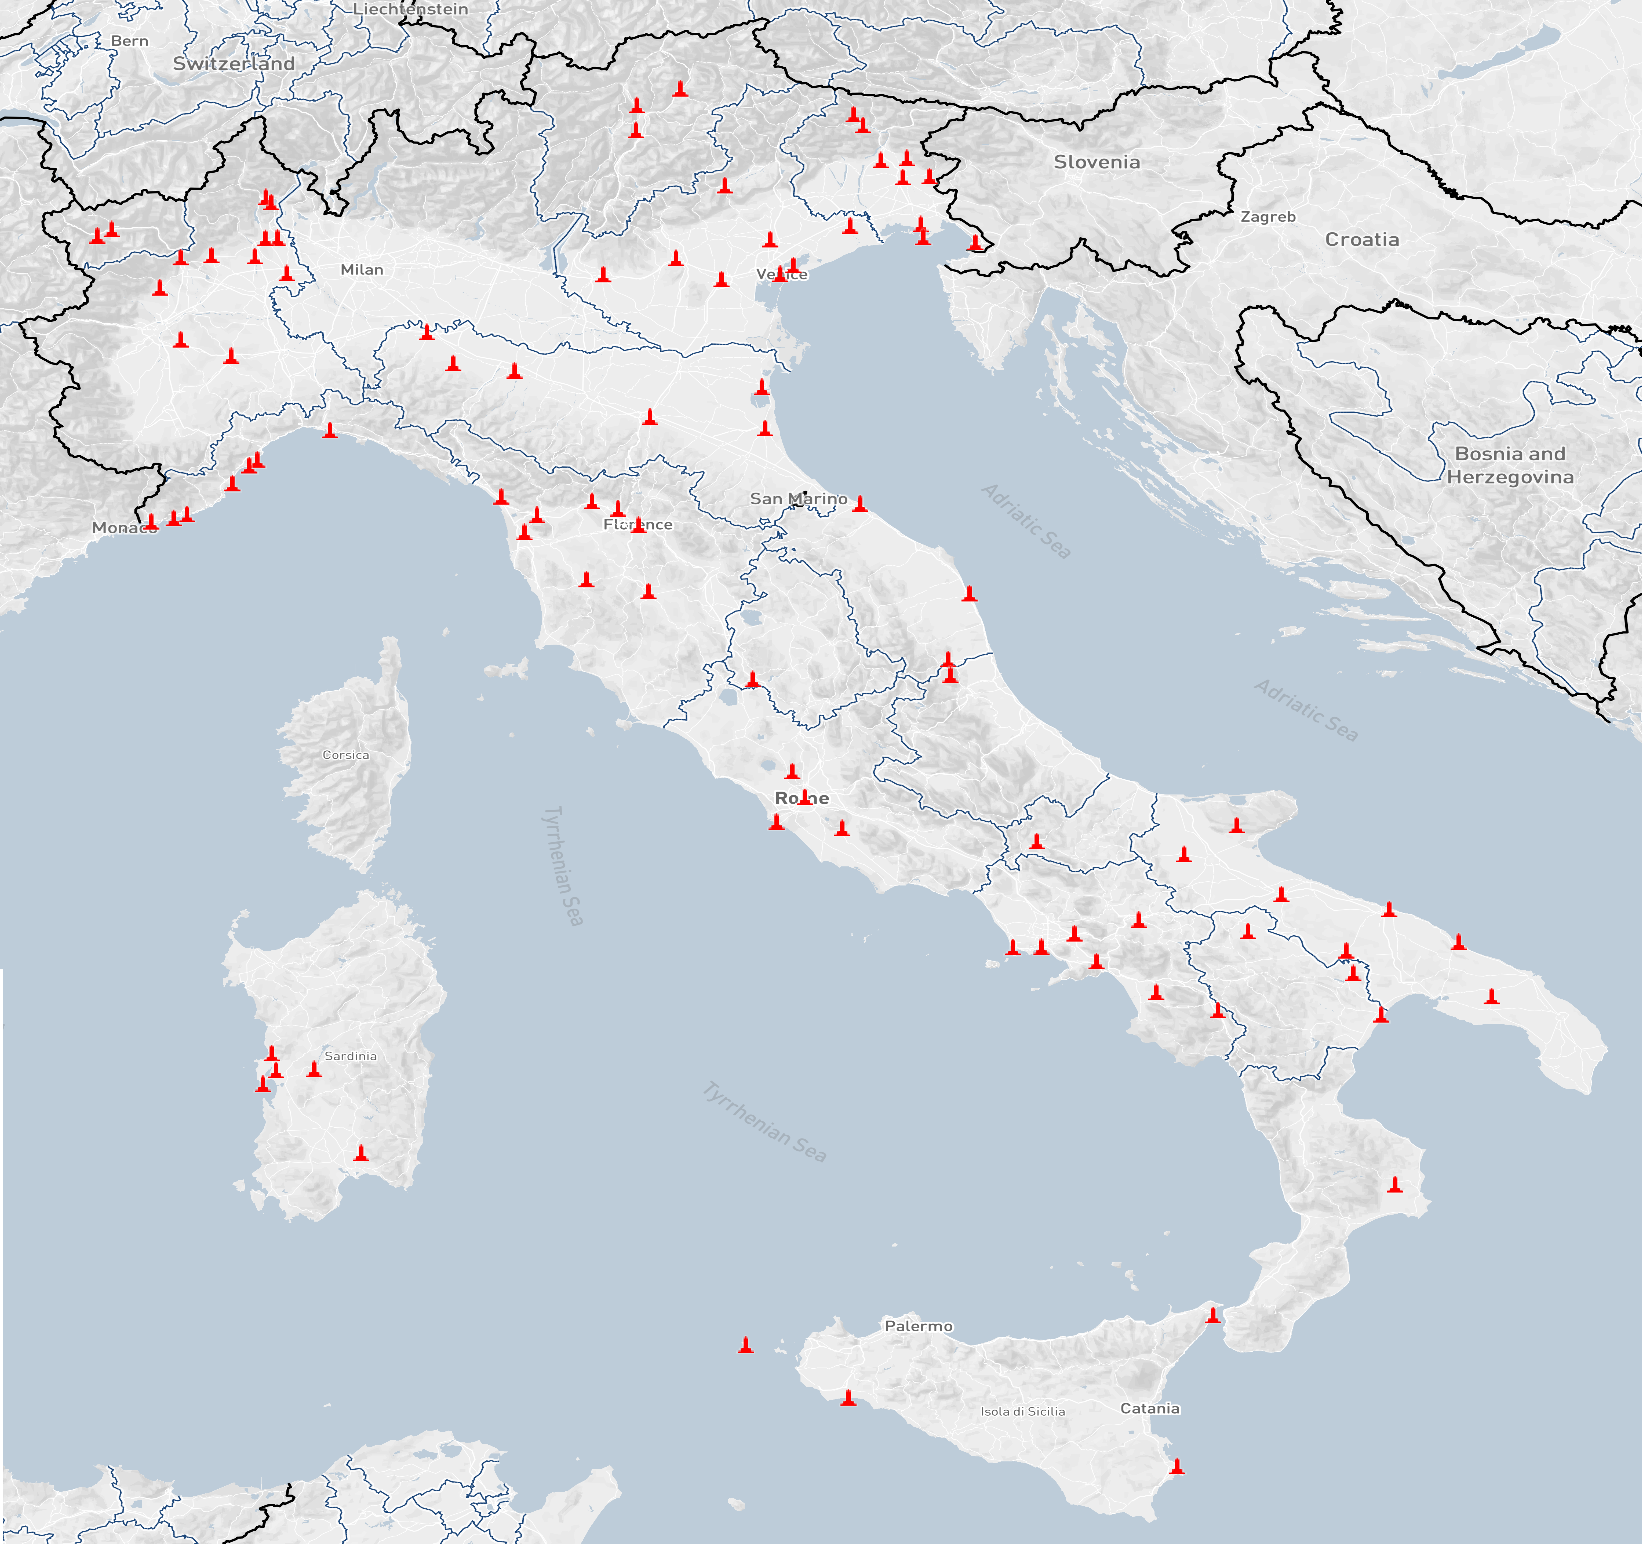 Liechtenstein
Bern
Switzerland
Slovenia
Zagreb
Croatia
Milan
Venice
Bosnia and
Herzegovina
San Marino
Adriatic Sea
Monaco
Florence
Adriatic Sea
Corsica
Rome
Tyrrhenian Sea
Sardinia
Tyrrhenian Sea
Palermo
Catania
Isola di Sicilia